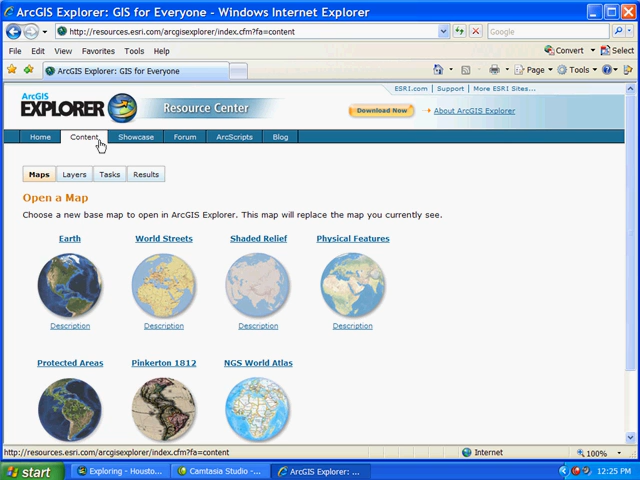 ArcGIS Explorer: GIS for Everyone - Windows Internet Explorer
http://resources.esri.com/arcgisexplorer/index.cfm?fa=content
Google
File Edit View Favorites Tools Help
Convert Select
ArcGIS Explorer: GIS for Everyone
Page Tools
ESRI.com | Support | More ESRI Sites...
ArcGIS
EXPLORER Resource Center
Download Now About ArcGIS Explorer
Home Content Showcase Forum ArcScripts Blog
Maps Layers Tasks Results
Open a Map
Choose a new base map to open in ArcGIS Explorer. This map will replace the map you currently see.
Earth World Streets Shaded Relief Physical Features
Description Description Description Description
Protected Areas Pinkerton 1812 NGS World Atlas
http://resources.esri.com/arcgisexplorer/index.cfm?fa=content Internet 100%
start Exploring - Housto... Camtasia Studio -... ArcGIS Explorer: ... 12:25 PM